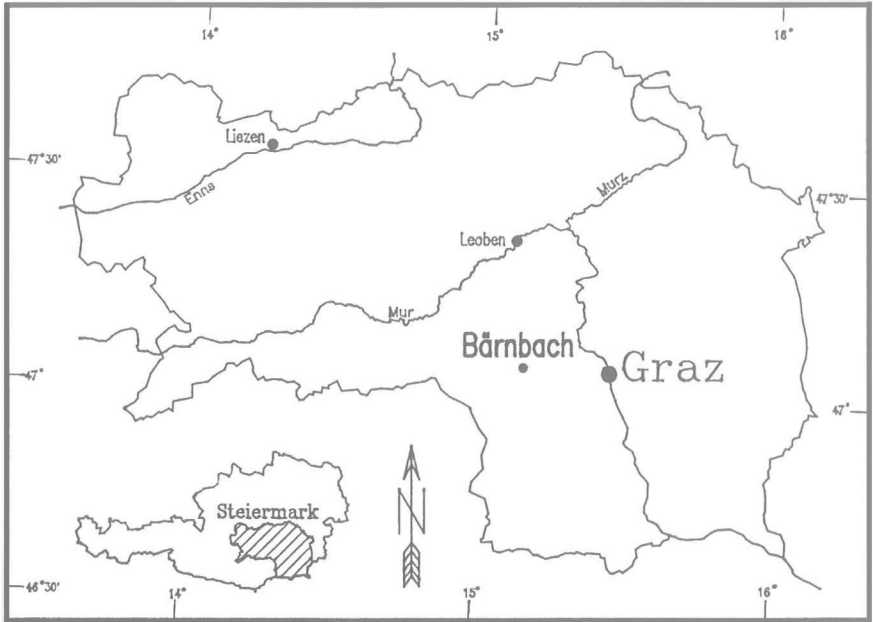 14°
15°
16°
Liezen
47°30'
Enns
Murz
47°30'
Leoben
Mur
Bärnbach
Graz
47°
47°
Steiermark
N
46°30'
14°
15°
16°